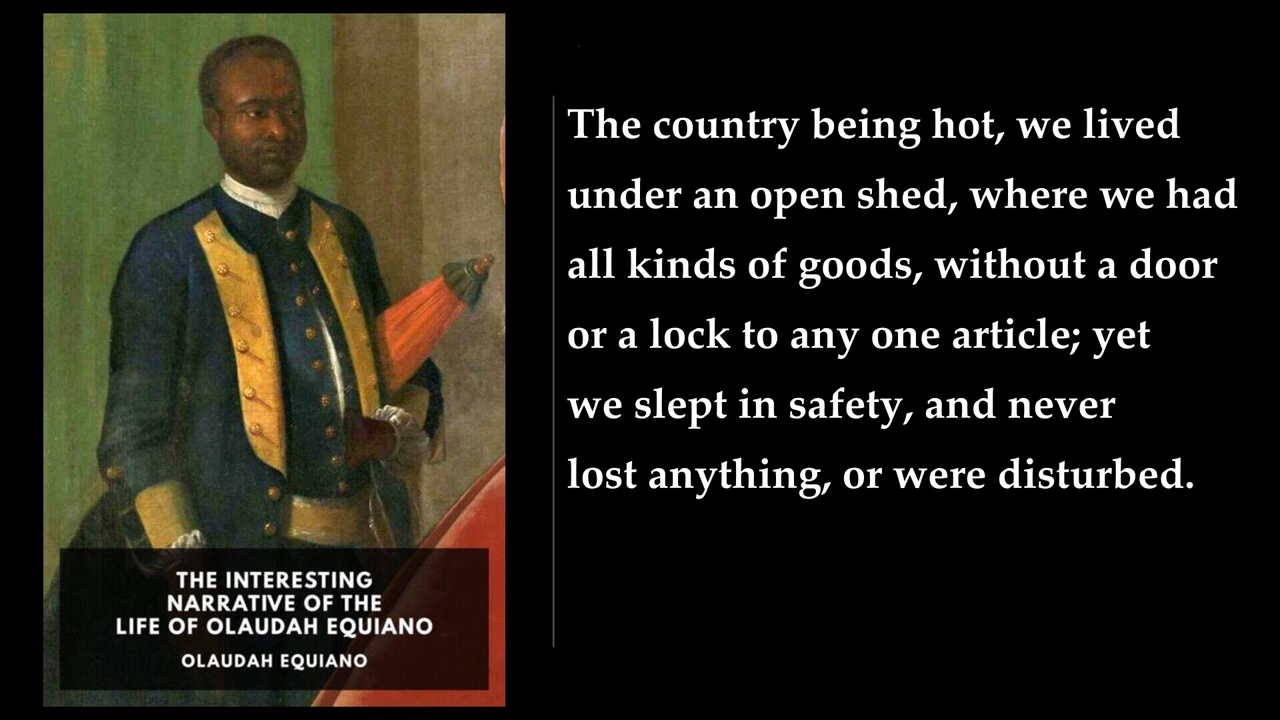 THE INTERESTING
NARRATIVE OF THE
LIFE OF OLAUDAH EQUIANO
OLAUDAH EQUIANO
The country being hot, we lived
under an open shed, where we had
all kinds of goods, without a door
or a lock to any one article; yet
we slept in safety, and never
lost anything, or were disturbed.